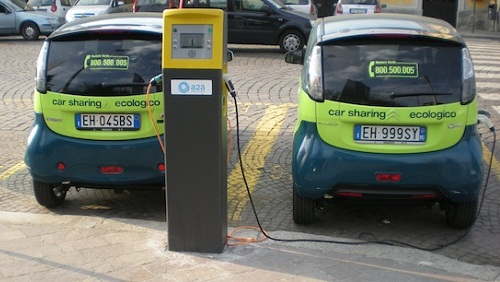 800.500.005
car sharing ecologico
EH 045BS
a2a
800.500.005
car sharing ecologico
EH 999SY